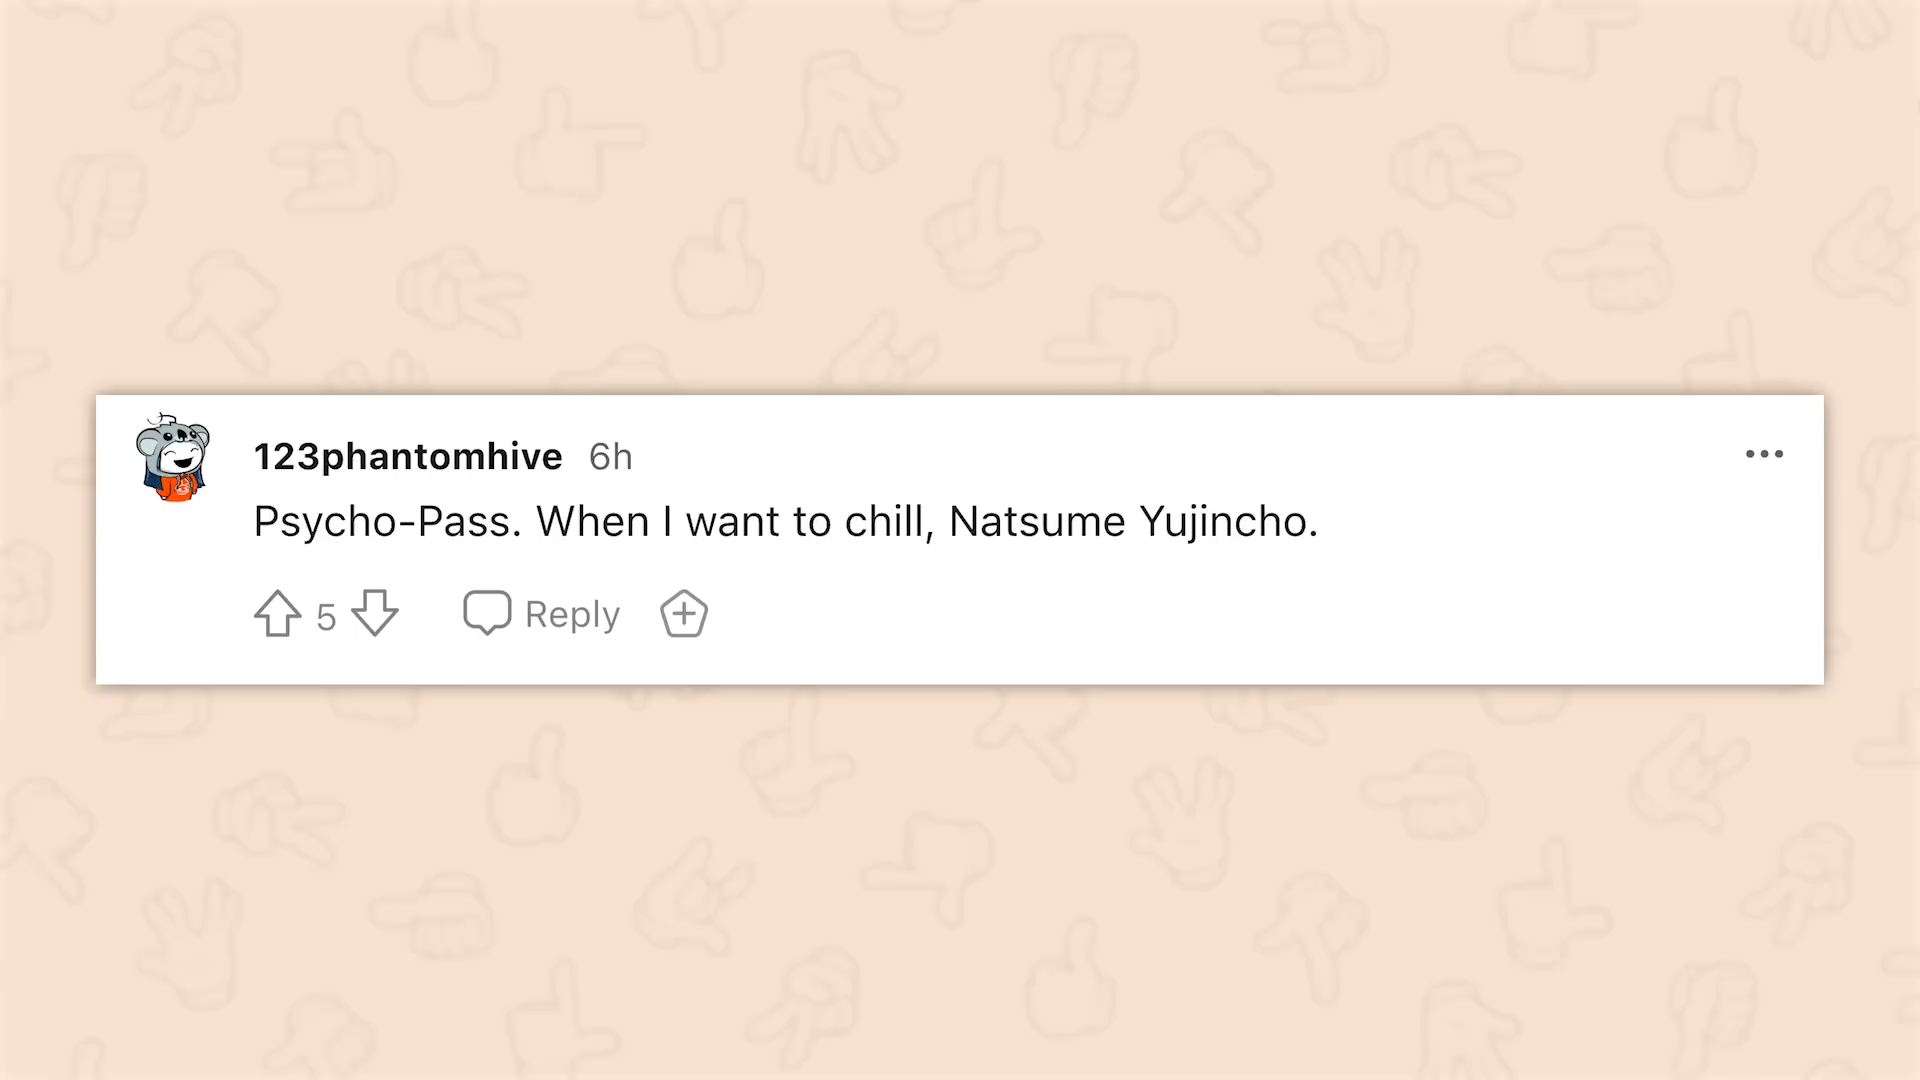 123phantomhive 6h
Psycho-Pass. When I want to chill, Natsume Yujincho.
5 Reply